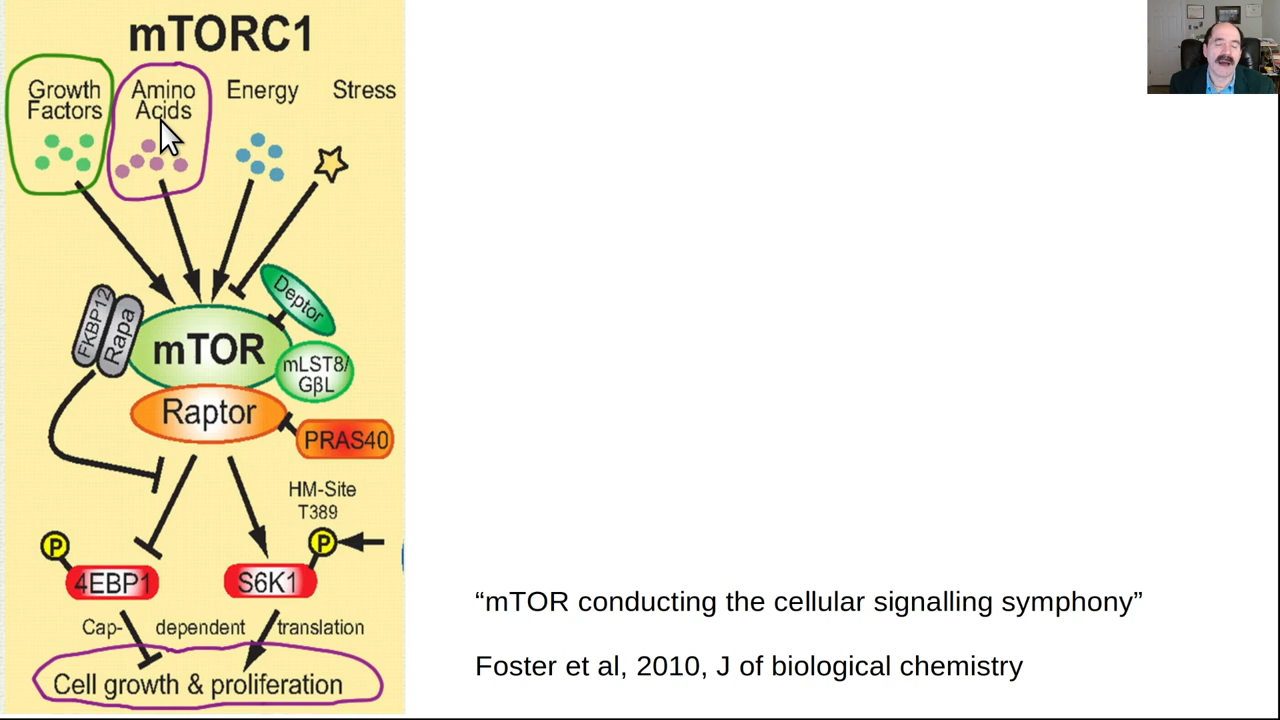 mTORC1
Growth
Factors
Amino
Acids
Energy
Stress
FKBP12
Rapa
Deptor
mTOR
mLST8/
GβL
Raptor
PRAS40
HM-Site
T389
P
P
4EBP1
S6K1
Cap- dependent translation
Cell growth & proliferation
“mTOR conducting the cellular signalling symphony”
Foster et al, 2010, J of biological chemistry